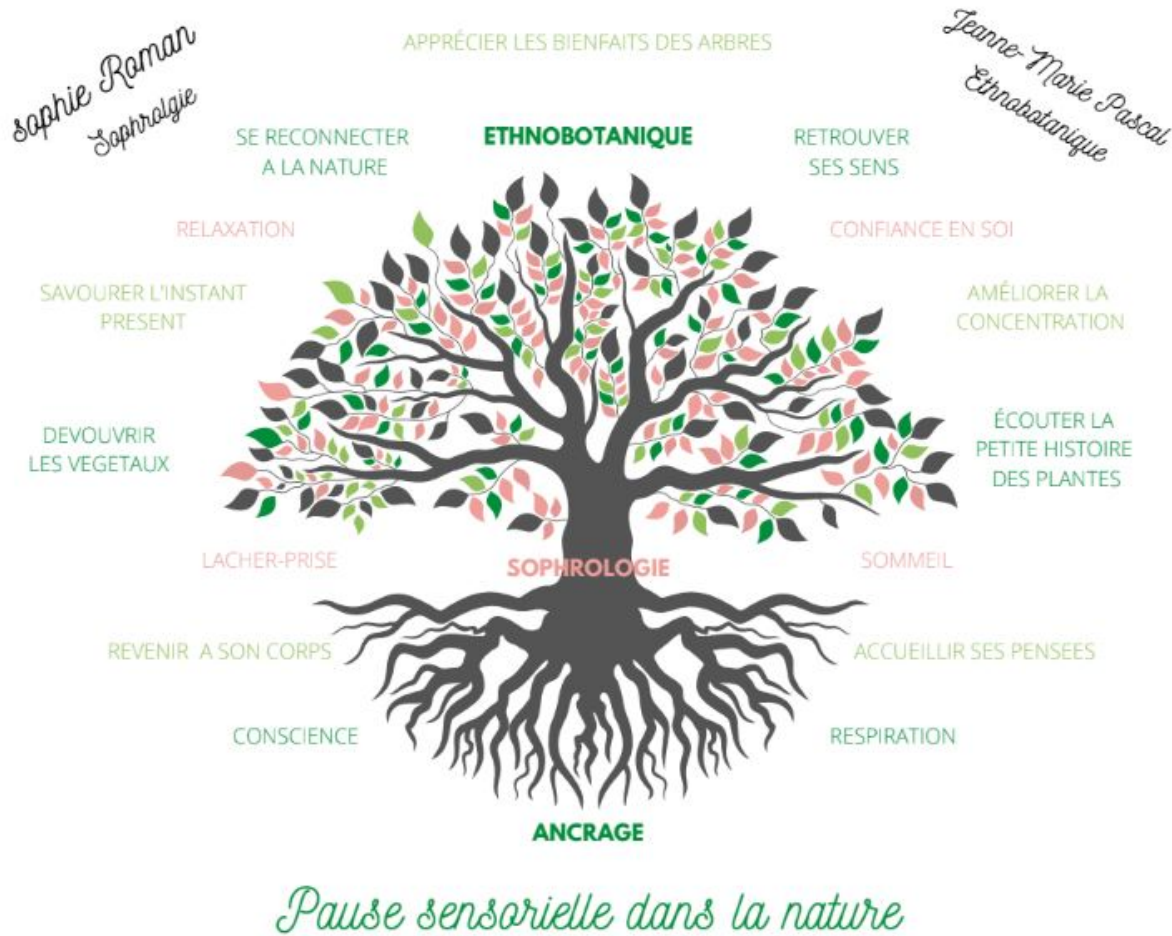 sophie Roman
Sophrolgie
APPRÉCIER LES BIENFAITS DES ARBRES
Jeanne-Marie Pascal
Ethnobotanique
SE RECONNECTER
A LA NATURE
ETHNOBOTANIQUE
RETROUVER
SES SENS
RELAXATION
CONFIANCE EN SOI
SAVOURER L'INSTANT
PRESENT
AMÉLIORER LA
CONCENTRATION
DEVOUVRIR
LES VEGETAUX
ÉCOUTER LA
PETITE HISTOIRE
DES PLANTES
LACHER-PRISE
SOPHROLOGIE
SOMMEIL
REVENIR A SON CORPS
ACCUEILLIR SES PENSEES
CONSCIENCE
RESPIRATION
ANCRAGE
Pause sensorielle dans la nature